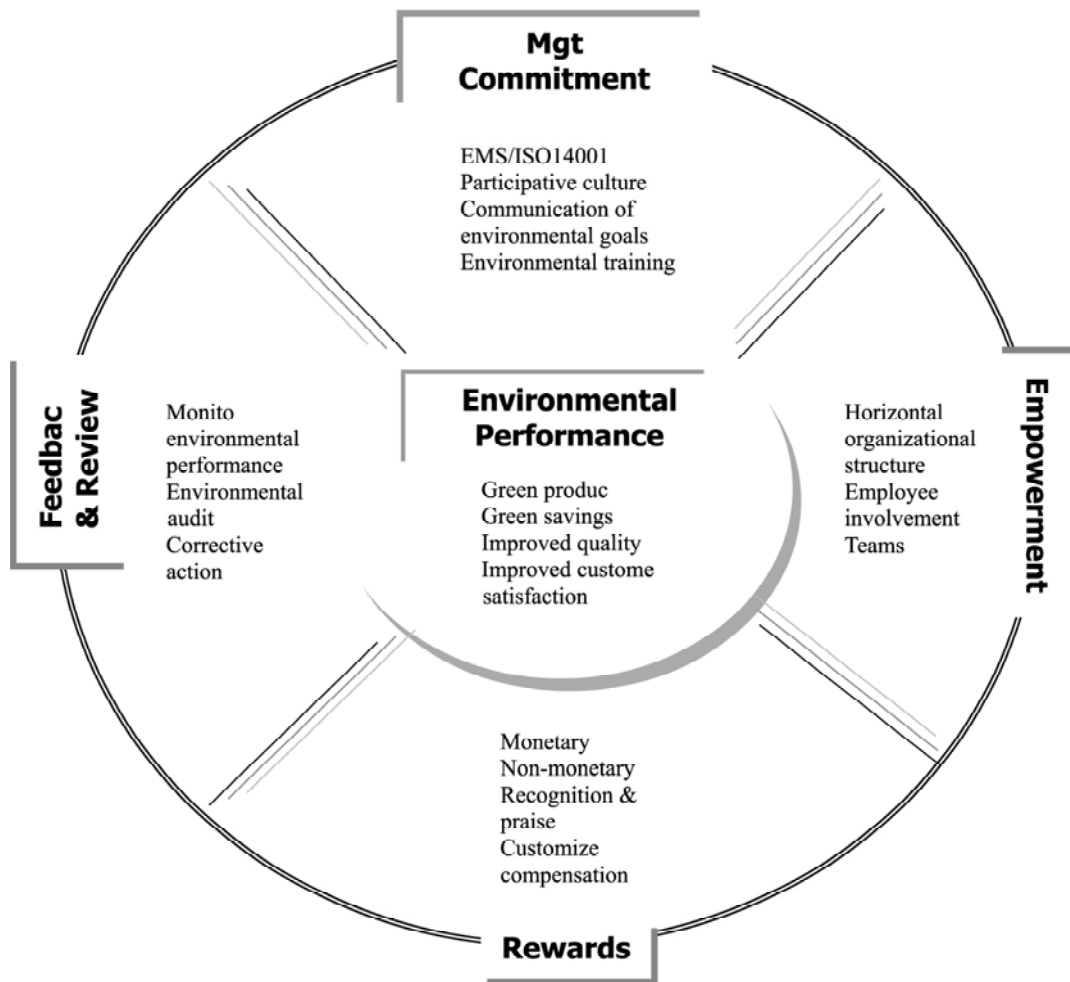 Mgt
Commitment
EMS/ISO14001
Participative culture
Communication of
environmental goals
Environmental training
Feedbac
& Review
Monito
environmental
performance
Environmental
audit
Corrective
action
Environmental
Performance
Green produc
Green savings
Improved quality
Improved custome
satisfaction
Horizontal
organizational
structure
Employee
involvement
Teams
Empowerment
Monetary
Non-monetary
Recognition &
praise
Customize
compensation
Rewards